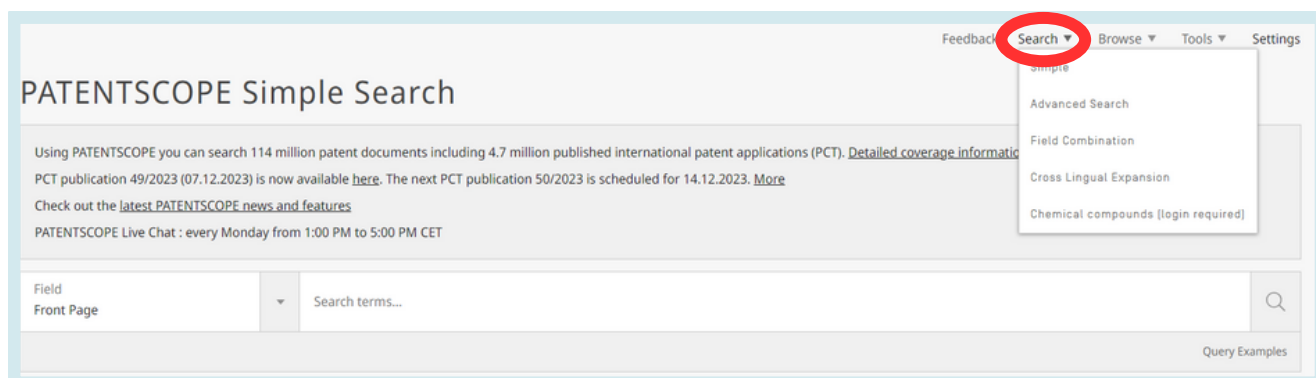 Feedback Search ▼ Browse ▼ Tools ▼ Settings
Simple
Advanced Search
Field Combination
Cross Lingual Expansion
Chemical compounds [login required]
PATENTSCOPE Simple Search
Using PATENTSCOPE you can search 114 million patent documents including 4.7 million published international patent applications (PCT). Detailed coverage informatio
PCT publication 49/2023 (07.12.2023) is now available here. The next PCT publication 50/2023 is scheduled for 14.12.2023. More
Check out the latest PATENTSCOPE news and features
PATENTSCOPE Live Chat : every Monday from 1:00 PM to 5:00 PM CET
Field
Front Page
Search terms...
Query Examples